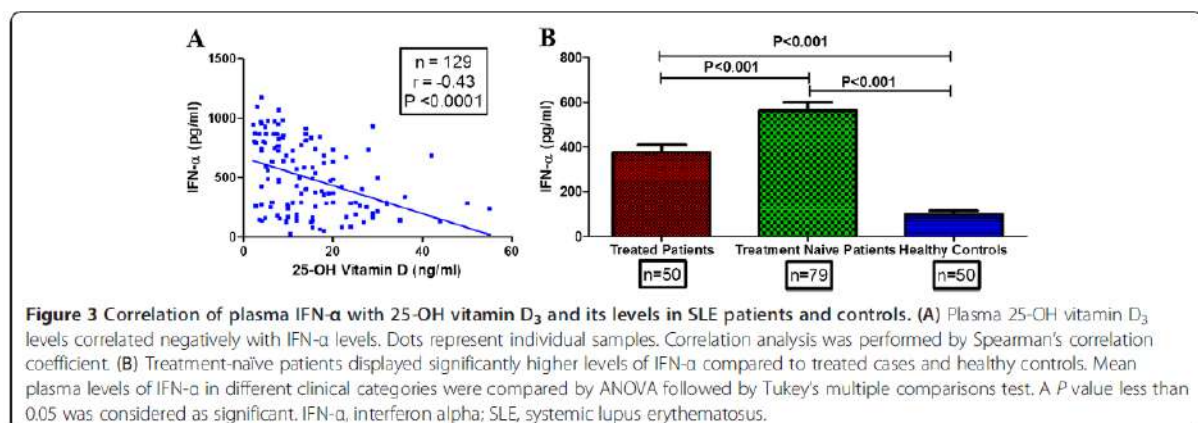 A
1500
1000
500
0
IFN-α (pg/ml)
n = 129
r = -0.43
P <0.0001
0 20 40 60
25-OH Vitamin D (ng/ml)
B
800
600
400
200
0
IFN-α (pg/ml)
P<0.001
P<0.001
P<0.001
Treated Patients Treatment Naive Patients Healthy Controls
n=50 n=79 n=50
Figure 3 Correlation of plasma IFN-α with 25-OH vitamin D₃ and its levels in SLE patients and controls. (A) Plasma 25-OH vitamin D₃
levels correlated negatively with IFN-α levels. Dots represent individual samples. Correlation analysis was performed by Spearman's correlation
coefficient. (B) Treatment-naïve patients displayed significantly higher levels of IFN-α compared to treated cases and healthy controls. Mean
plasma levels of IFN-α in different clinical categories were compared by ANOVA followed by Tukey's multiple comparisons test. A P value less than
0.05 was considered as significant. IFN-α, interferon alpha; SLE, systemic lupus erythematosus.